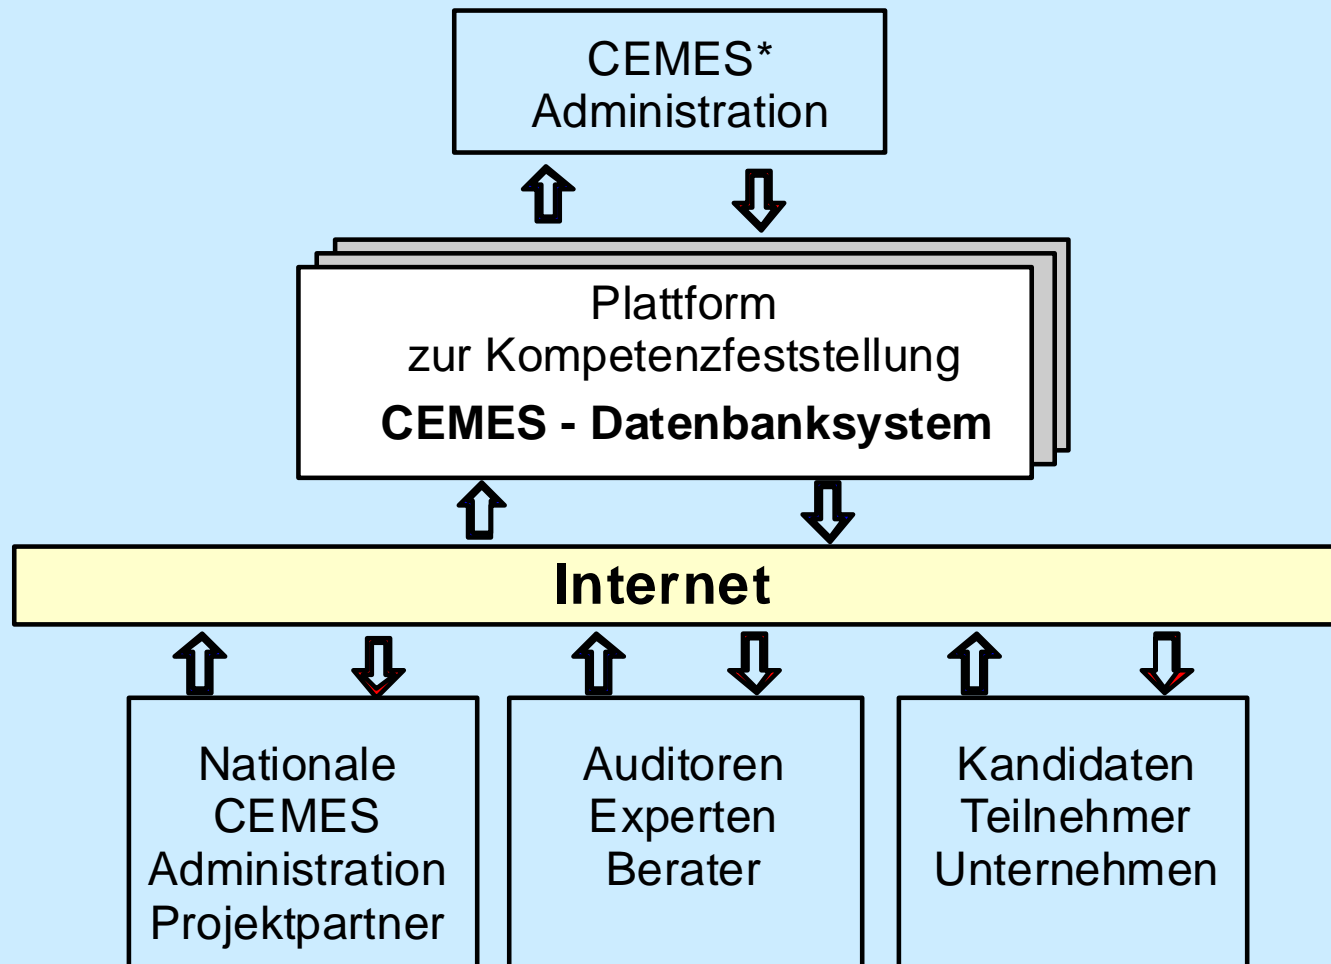 CEMES*
Administration
Plattform
zur Kompetenzfeststellung
CEMES - Datenbanksystem
Internet
Nationale
CEMES
Administration
Projektpartner
Auditoren
Experten
Berater
Kandidaten
Teilnehmer
Unternehmen